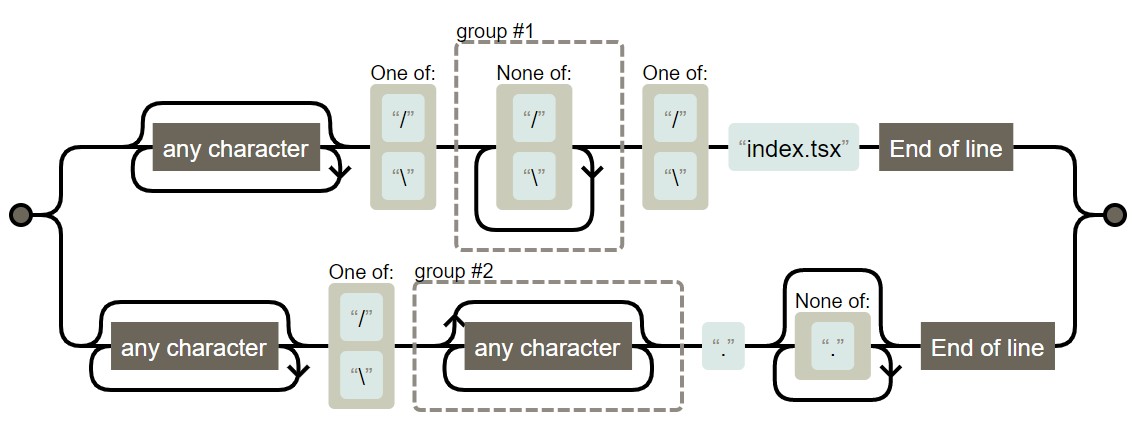 group #1
One of:
None of:
One of:
“/”
“/”
“/”
any character
“index.tsx”
End of line
“\”
“\”
“\”
One of:
group #2
“/”
None of:
any character
any character
“.”
“.”
End of line
“\”